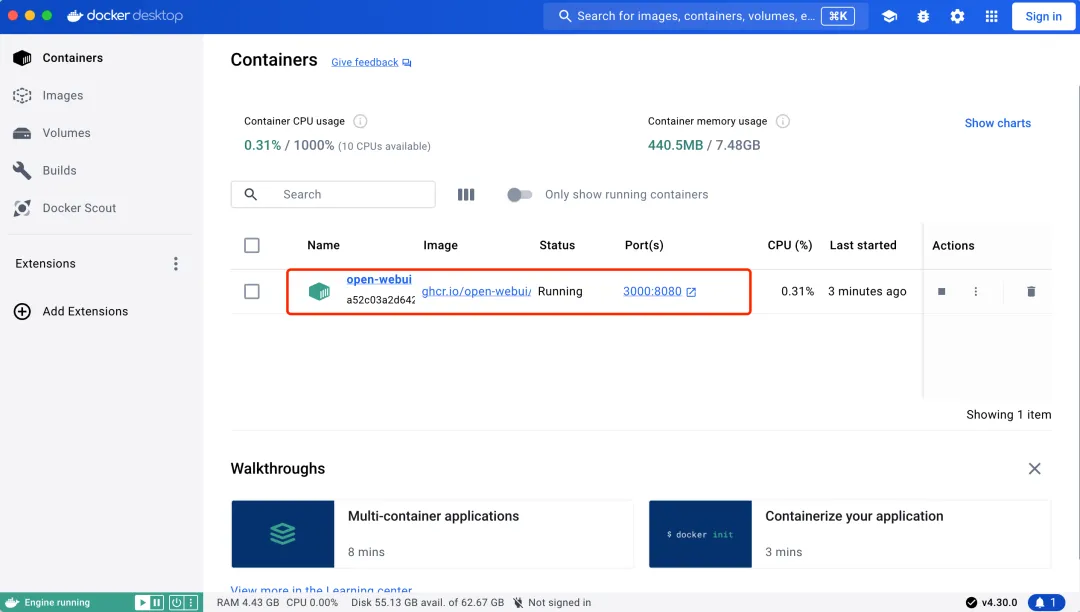 docker desktop
Search for images, containers, volumes, e... ⌘K
Sign in
Containers
Images
Volumes
Builds
Docker Scout
Extensions
Add Extensions
Containers Give feedback
Container CPU usage
0.31% / 1000% (10 CPUs available)
Container memory usage
440.5MB / 7.48GB
Show charts
Search
Only show running containers
Name Image Status Port(s) CPU (%) Last started Actions
open-webui
a52c03a2d642
ghcr.io/open-webui/ Running 3000:8080 0.31% 3 minutes ago
Showing 1 item
Walkthroughs
Multi-container applications
8 mins
$ docker init
Containerize your application
3 mins
View more in the Learning center
Engine running
RAM 4.43 GB CPU 0.00% Disk 55.13 GB avail. of 62.67 GB Not signed in
v4.30.0
1